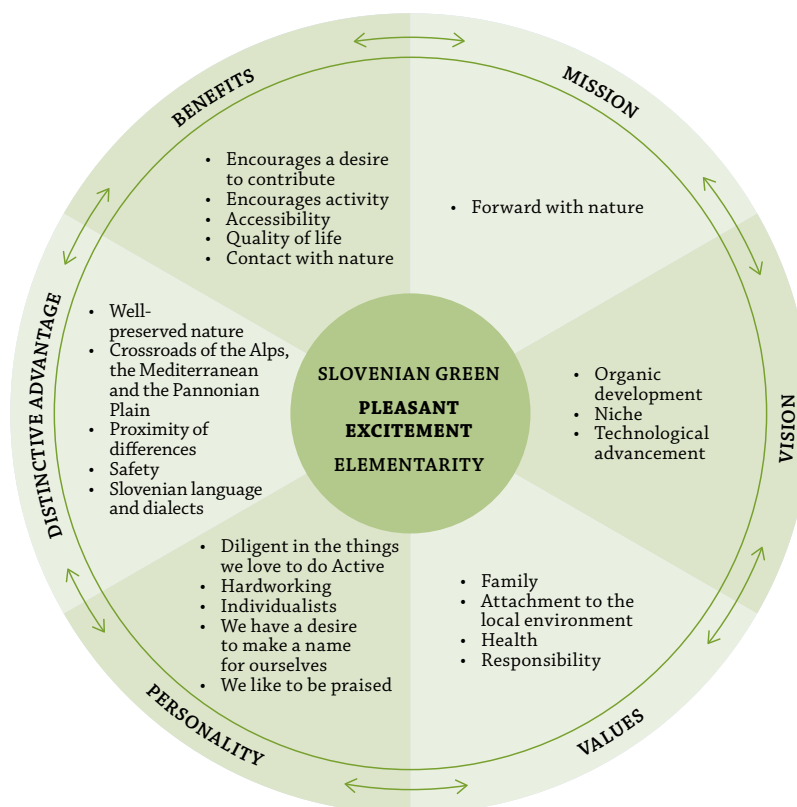 BENEFITS
• Encourages a desire
to contribute
• Encourages activity
• Accessibility
• Quality of life
• Contact with nature
MISSION
• Forward with nature
VISION
• Organic
development
• Niche
• Technological
advancement
VALUES
• Family
• Attachment to the
local environment
• Health
• Responsibility
PERSONALITY
• Diligent in the things
we love to do Active
• Hardworking
• Individualists
• We have a desire
to make a name
for ourselves
• We like to be praised
DISTINCTIVE ADVANTAGE
• Well-
preserved nature
• Crossroads of the Alps,
the Mediterranean
and the Pannonian
Plain
• Proximity of
differences
• Safety
• Slovenian language
and dialects
SLOVENIAN GREEN
PLEASANT
EXCITEMENT
ELEMENTARITY